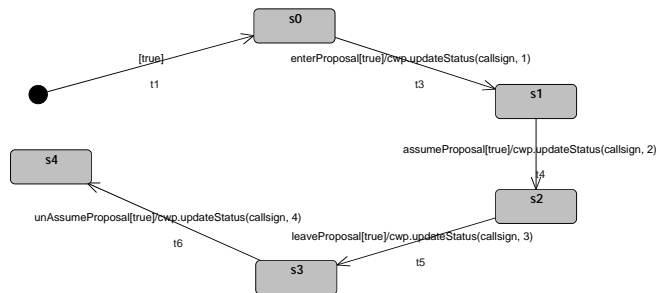 s0
[true]
t1
enterProposal[true]/cwp.updateStatus(callsign, 1)
t3
s1
assumeProposal[true]/cwp.updateStatus(callsign, 2)
t4
s4
s2
unAssumeProposal[true]/cwp.updateStatus(callsign, 4)
t6
leaveProposal[true]/cwp.updateStatus(callsign, 3)
t5
s3